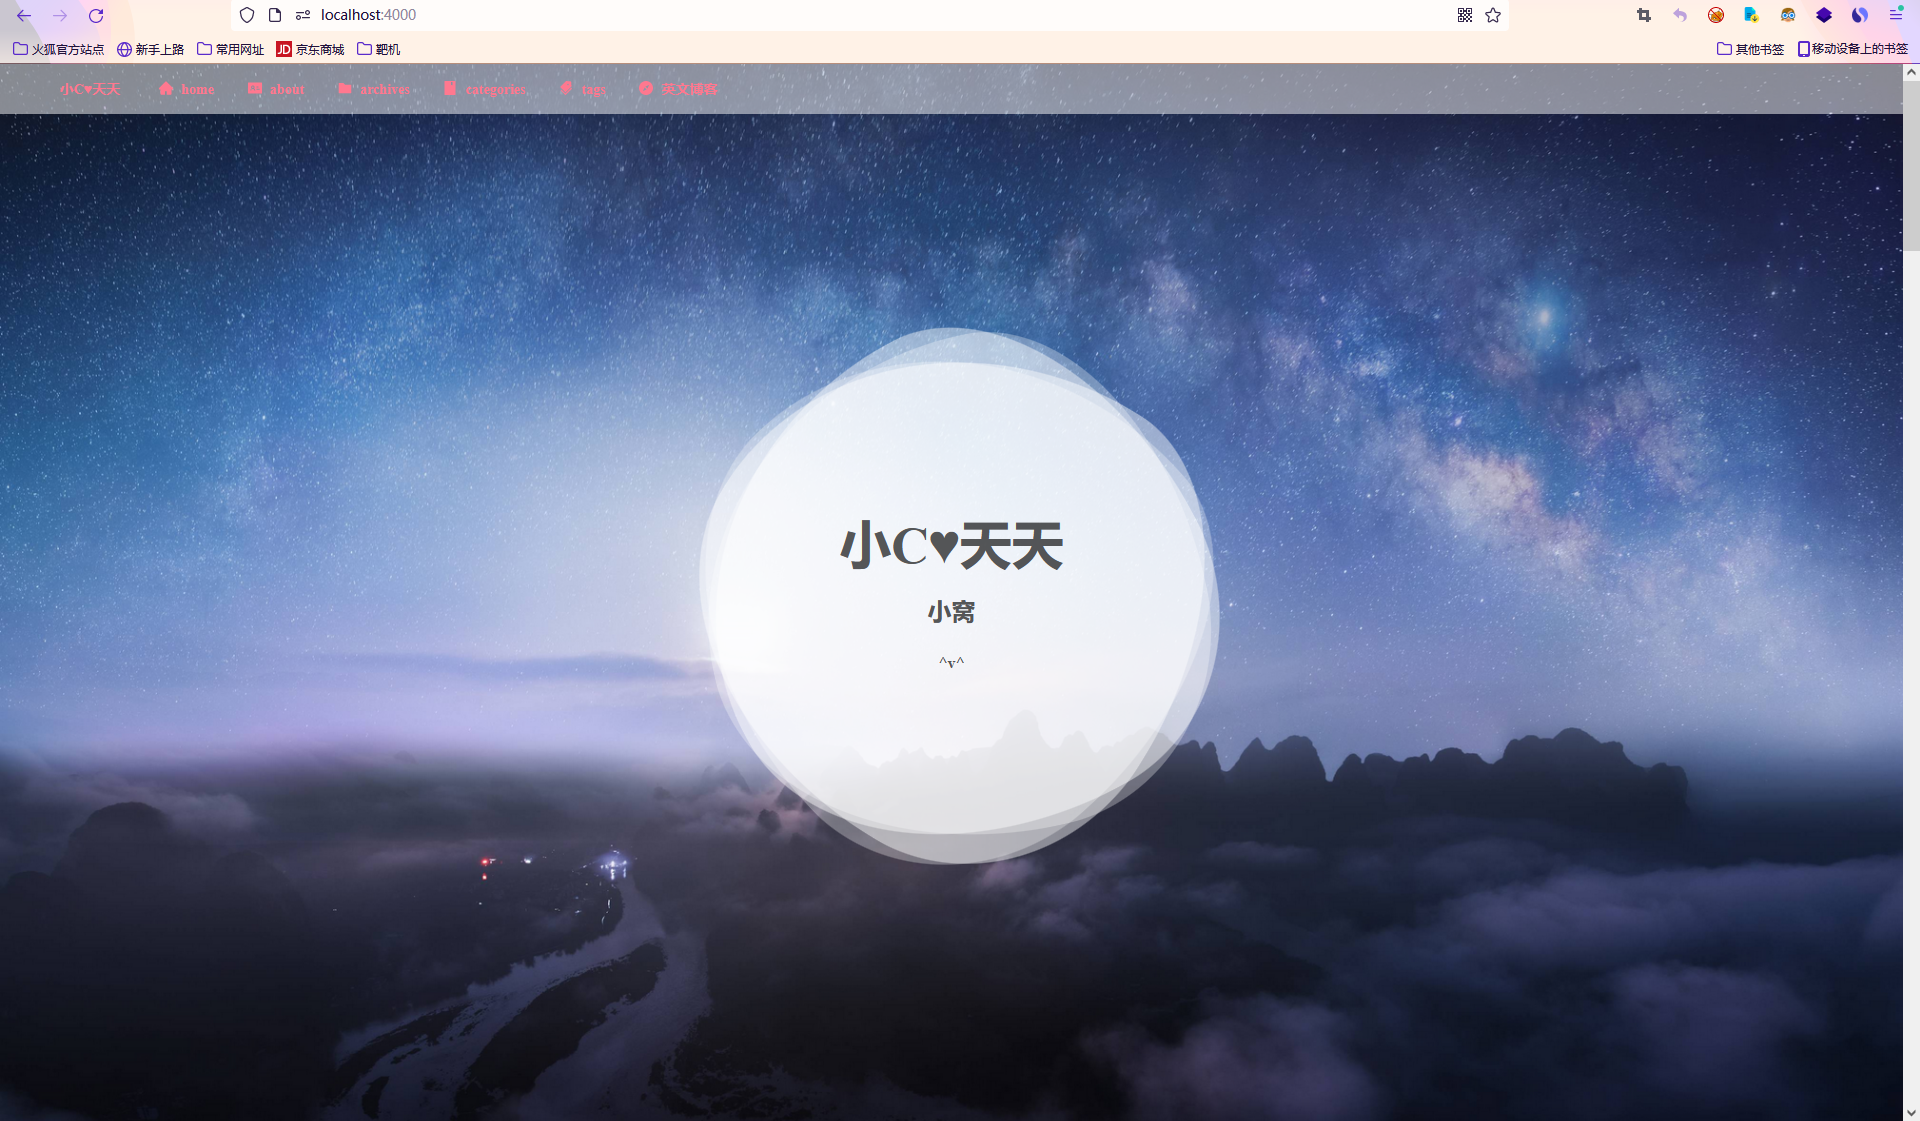 localhost:4000
火狐官方站点 新手上路 常用网址 JD 京东商城 靶机 其他书签 移动设备上的书签
小C♥天天 home about archives categories tags 英文博客
小C♥天天
小窝
^v^